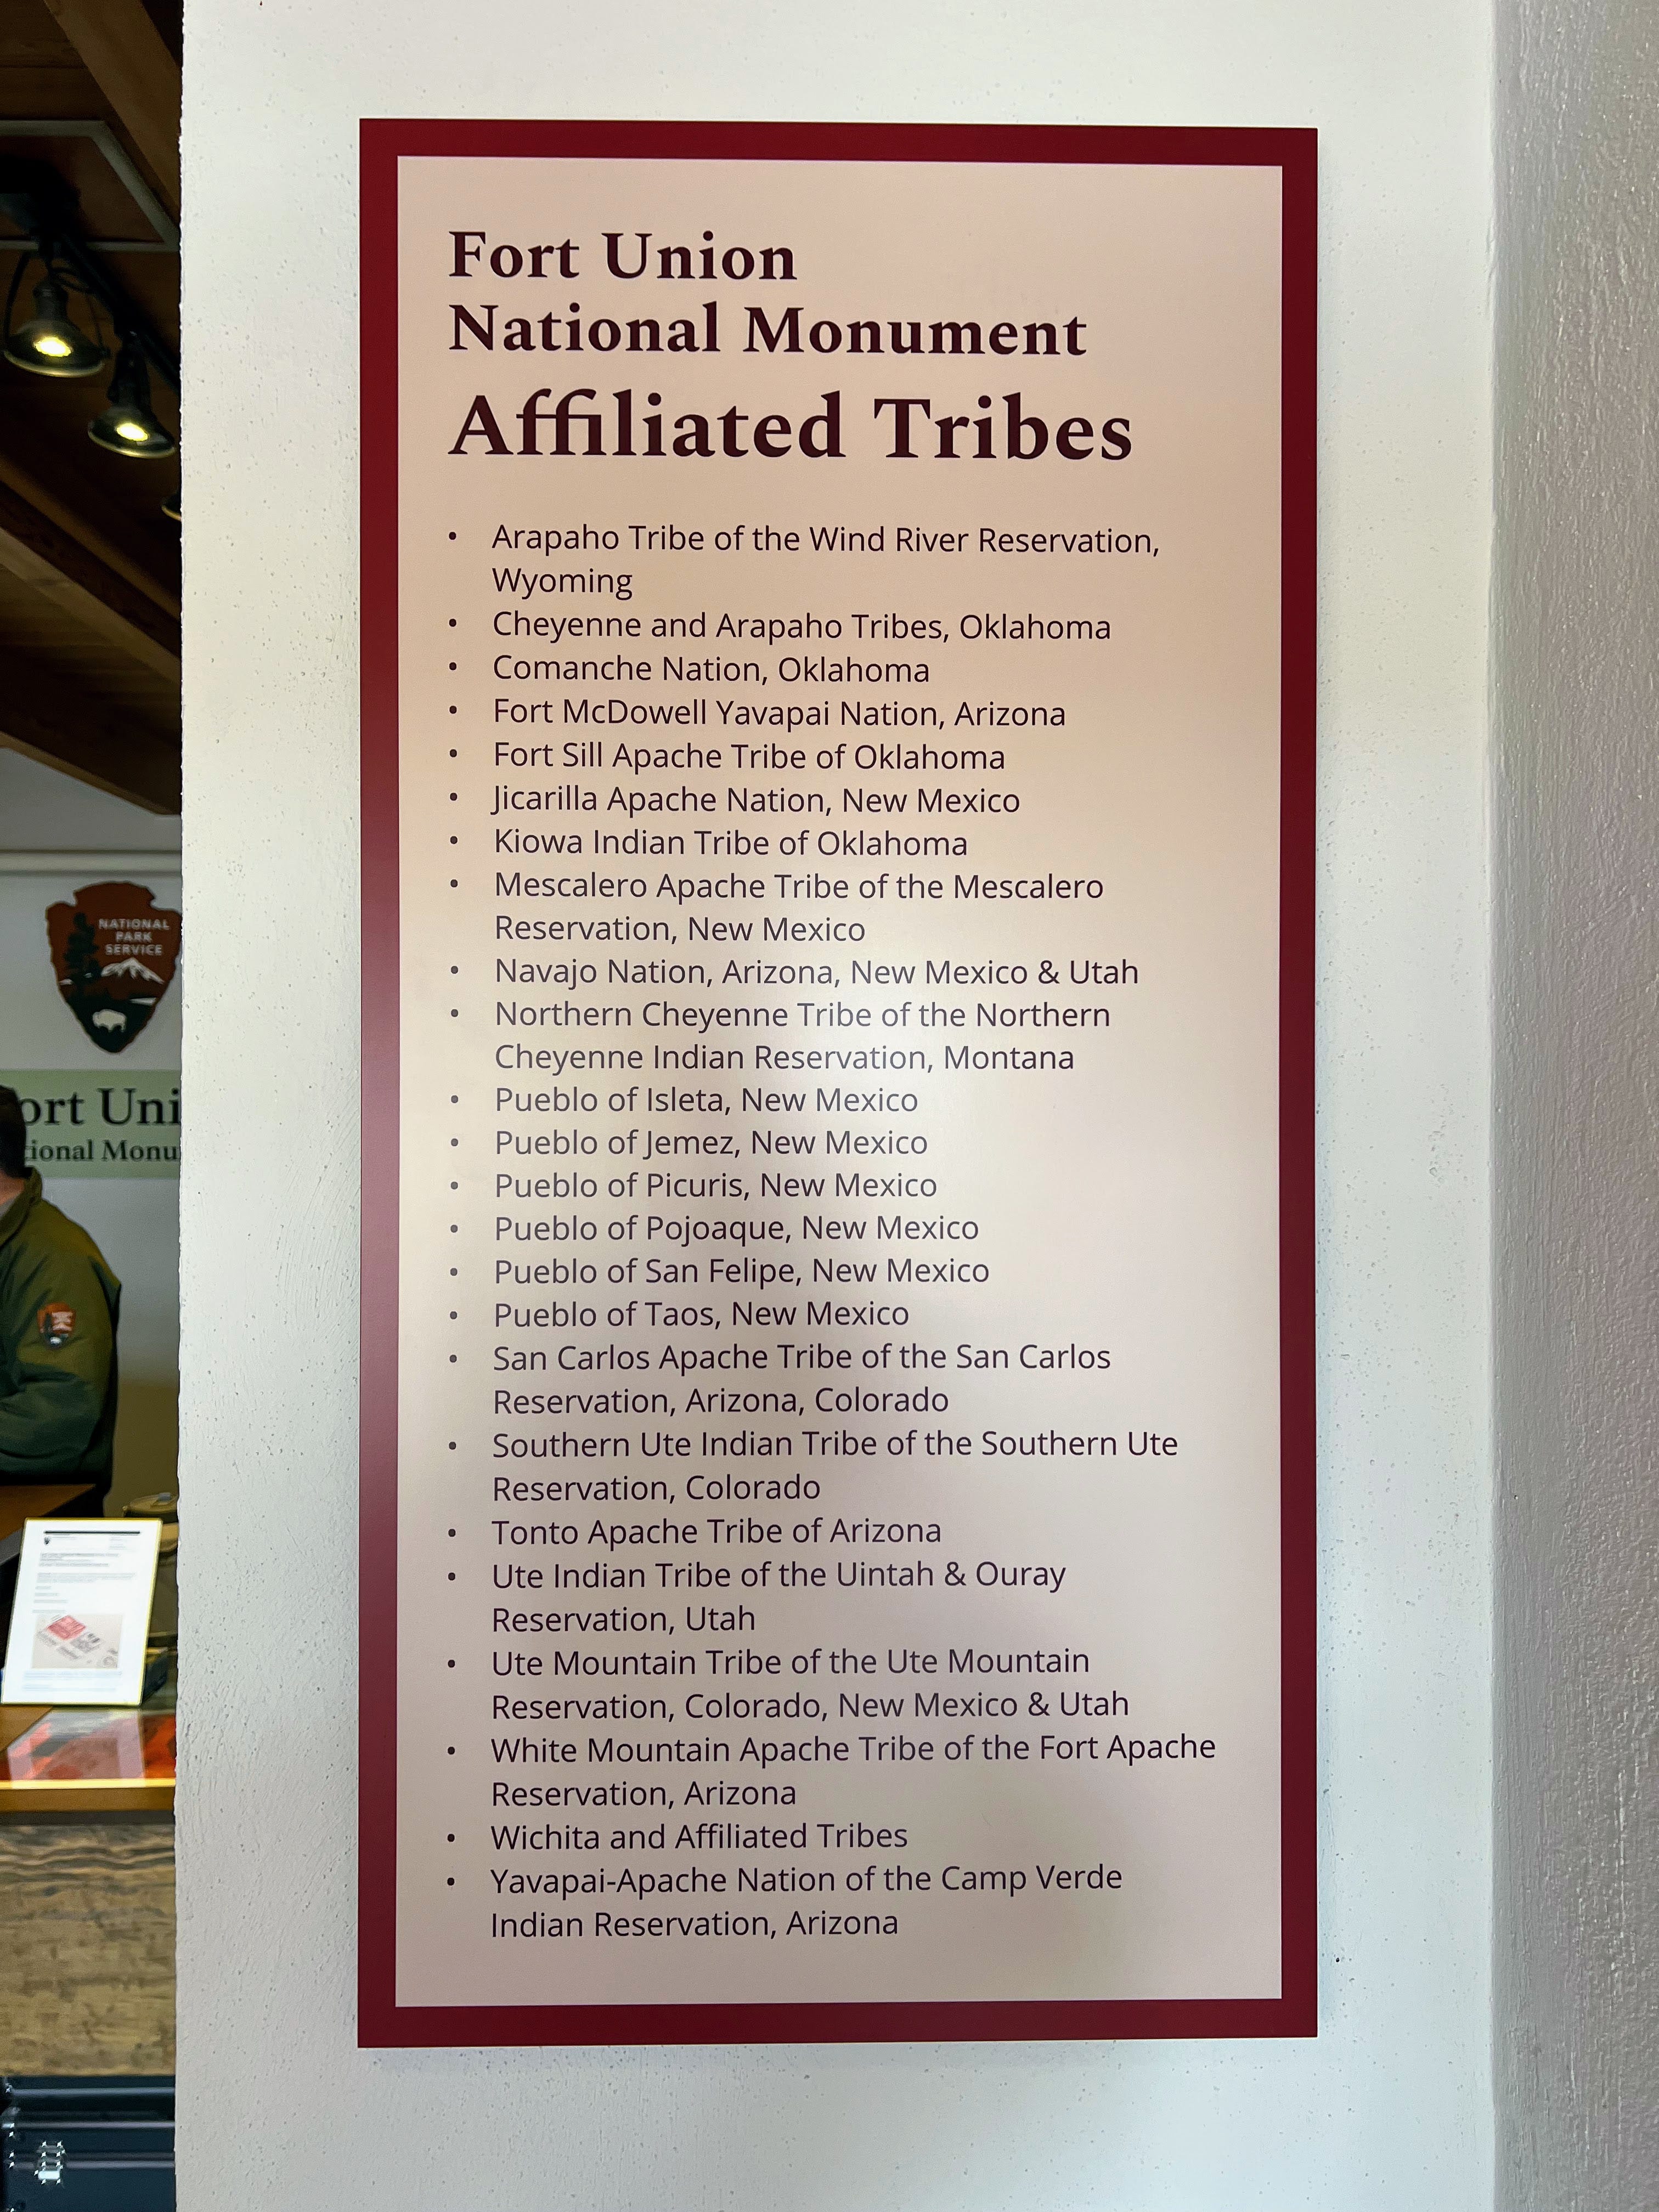 Fort Union
National Monument
Affiliated Tribes
• Arapaho Tribe of the Wind River Reservation,
Wyoming
• Cheyenne and Arapaho Tribes, Oklahoma
• Comanche Nation, Oklahoma
• Fort McDowell Yavapai Nation, Arizona
• Fort Sill Apache Tribe of Oklahoma
• Jicarilla Apache Nation, New Mexico
• Kiowa Indian Tribe of Oklahoma
• Mescalero Apache Tribe of the Mescalero
Reservation, New Mexico
• Navajo Nation, Arizona, New Mexico & Utah
• Northern Cheyenne Tribe of the Northern
Cheyenne Indian Reservation, Montana
• Pueblo of Isleta, New Mexico
• Pueblo of Jemez, New Mexico
• Pueblo of Picuris, New Mexico
• Pueblo of Pojoaque, New Mexico
• Pueblo of San Felipe, New Mexico
• Pueblo of Taos, New Mexico
• San Carlos Apache Tribe of the San Carlos
Reservation, Arizona, Colorado
• Southern Ute Indian Tribe of the Southern Ute
Reservation, Colorado
• Tonto Apache Tribe of Arizona
• Ute Indian Tribe of the Uintah & Ouray
Reservation, Utah
• Ute Mountain Tribe of the Ute Mountain
Reservation, Colorado, New Mexico & Utah
• White Mountain Apache Tribe of the Fort Apache
Reservation, Arizona
• Wichita and Affiliated Tribes
• Yavapai-Apache Nation of the Camp Verde
Indian Reservation, Arizona
NATIONAL
PARK
SERVICE
ort Uni
tional Monu